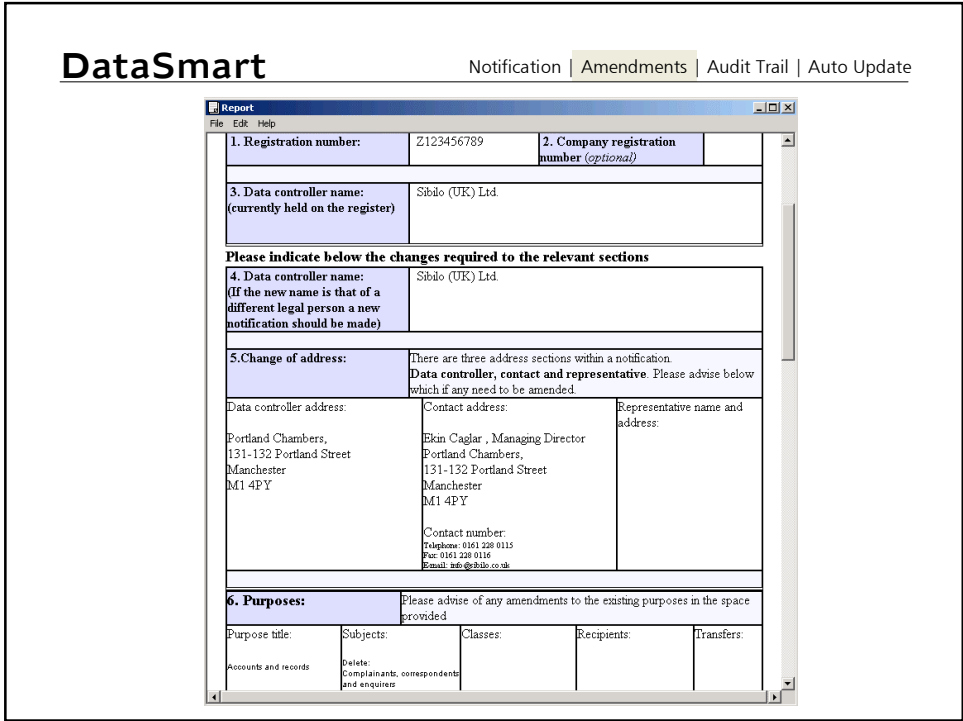 DataSmart
Notification | Amendments | Audit Trail | Auto Update
Report
File Edit Help
1. Registration number:
Z123456789
2. Company registration
number (optional)
3. Data controller name:
(currently held on the register)
Sibilo (UK) Ltd.
Please indicate below the changes required to the relevant sections
4. Data controller name:
(If the new name is that of a
different legal person a new
notification should be made)
Sibilo (UK) Ltd.
5.Change of address:
There are three address sections within a notification.
Data controller, contact and representative. Please advise below
which if any need to be amended.
Data controller address:
Portland Chambers,
131-132 Portland Street
Manchester
M1 4PY
Contact address:
Ekin Caglar , Managing Director
Portland Chambers,
131-132 Portland Street
Manchester
M1 4PY
Contact number:
Telephone: 0161 228 0115
Fax: 0161 228 0116
Email: info@sibilo.co.uk
Representative name and
address:
6. Purposes:
Please advise of any amendments to the existing purposes in the space
provided
Purpose title:
Subjects:
Classes:
Recipients:
Transfers:
Accounts and records
Delete:
Complainants, correspondents
and enquirers